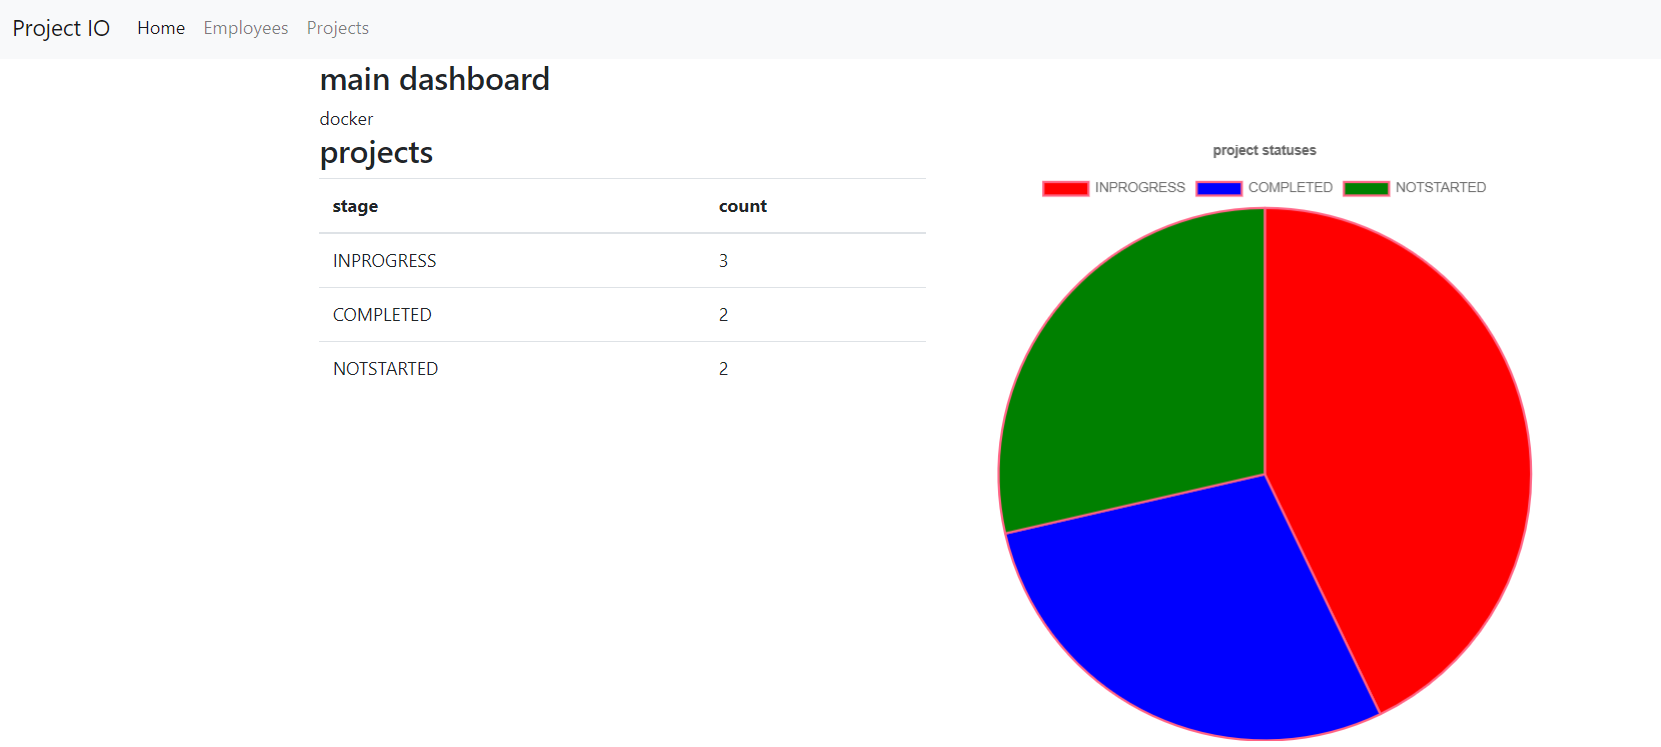 Project IO Home Employees Projects
main dashboard
docker
projects
stage count
INPROGRESS 3
COMPLETED 2
NOTSTARTED 2
project statuses
INPROGRESS COMPLETED NOTSTARTED